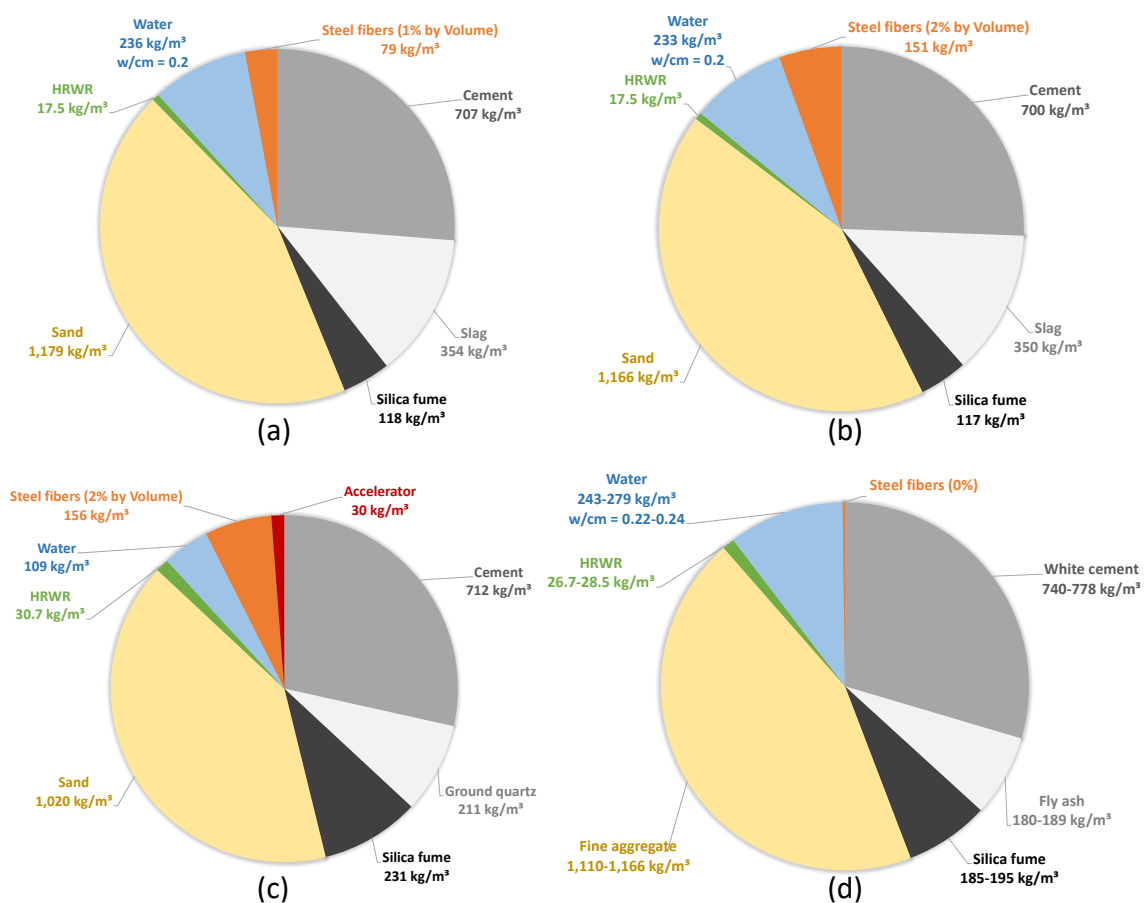 Water
236 kg/m³
w/cm = 0.2
Steel fibers (1% by Volume)
79 kg/m³
HRWR
17.5 kg/m³
Cement
707 kg/m³
Sand
1,179 kg/m³
Slag
354 kg/m³
Silica fume
118 kg/m³
(a)
Water
233 kg/m³
w/cm = 0.2
Steel fibers (2% by Volume)
151 kg/m³
HRWR
17.5 kg/m³
Cement
700 kg/m³
Sand
1,166 kg/m³
Slag
350 kg/m³
Silica fume
117 kg/m³
(b)
Steel fibers (2% by Volume)
156 kg/m³
Accelerator
30 kg/m³
Water
109 kg/m³
HRWR
30.7 kg/m³
Cement
712 kg/m³
Sand
1,020 kg/m³
Ground quartz
211 kg/m³
Silica fume
231 kg/m³
(c)
Water
243-279 kg/m³
w/cm = 0.22-0.24
Steel fibers (0%)
HRWR
26.7-28.5 kg/m³
White cement
740-778 kg/m³
Fly ash
180-189 kg/m³
Fine aggregate
1,110-1,166 kg/m³
Silica fume
185-195 kg/m³
(d)